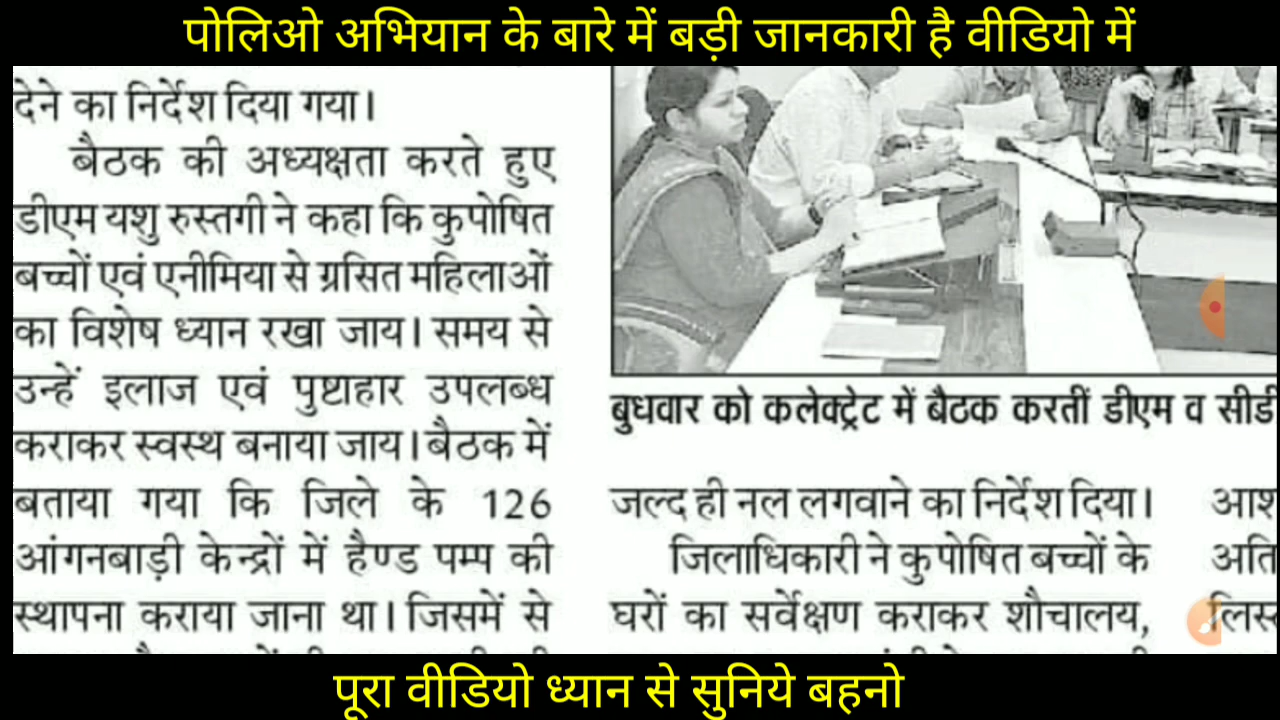 पोलिओ अभियान के बारे में बड़ी जानकारी है वीडियो में
देने का निर्देश दिया गया।
बैठक की अध्यक्षता करते हुए
डीएम यशु रुस्तगी ने कहा कि कुपोषित
बच्चों एवं एनीमिया से ग्रसित महिलाओं
का विशेष ध्यान रखा जाय। समय से
उन्हें इलाज एवं पुष्टाहार उपलब्ध
कराकर स्वस्थ बनाया जाय। बैठक में
बताया गया कि जिले के 126
आंगनबाड़ी केन्द्रों में हैण्ड पम्प की
स्थापना कराया जाना था। जिसमें से
बुधवार को कलेक्ट्रेट में बैठक करतीं डीएम व सीडी
जल्द ही नल लगवाने का निर्देश दिया।
जिलाधिकारी ने कुपोषित बच्चों के
घरों का सर्वेक्षण कराकर शौचालय,
आश
अति
लिस्
पूरा वीडियो ध्यान से सुनिये बहनो